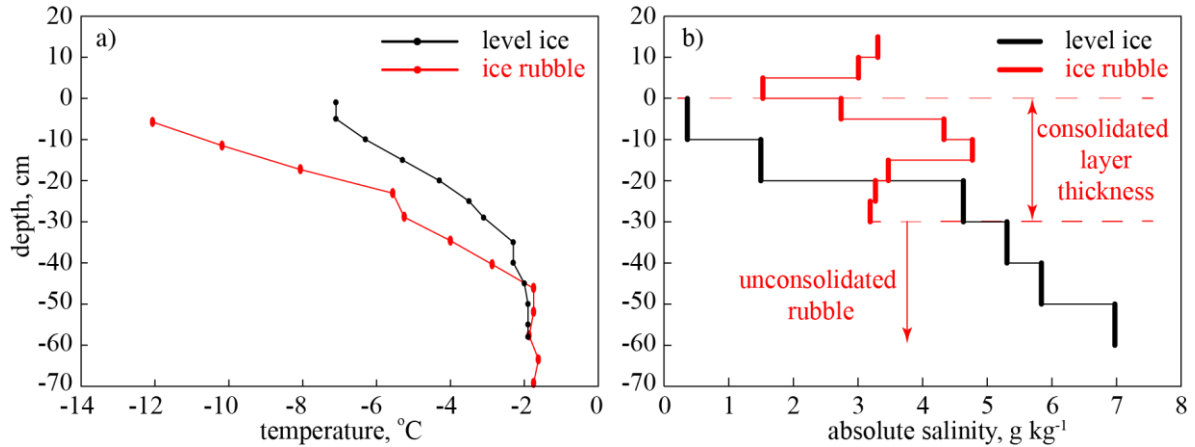 a)
level ice
ice rubble
20
10
0
-10
-20
-30
-40
-50
-60
-70
depth, cm
-14
-12
-10
-8
-6
-4
-2
0
temperature, °C
b)
level ice
ice rubble
20
10
0
-10
-20
-30
-40
-50
-60
-70
consolidated
layer
thickness
unconsolidated
rubble
0
1
2
3
4
5
6
7
8
absolute salinity, g kg⁻¹